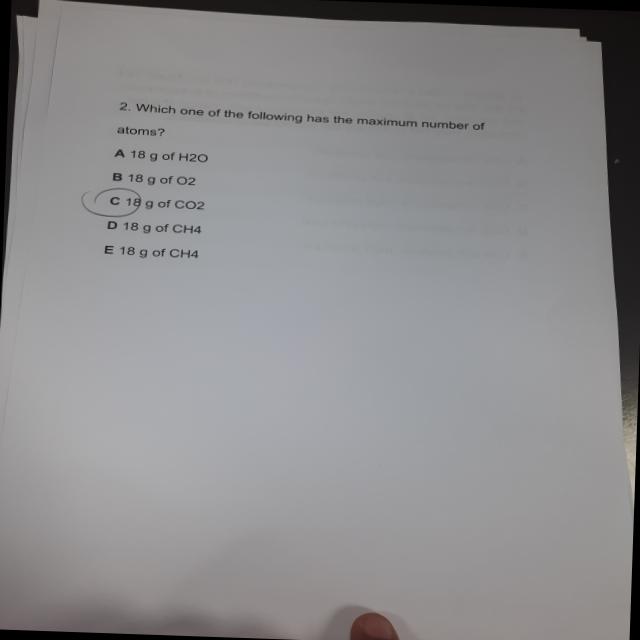 2. Which one of the following has the maximum number of
atoms?
A 18 g of H2O
B 18 g of O2
C 18 g of CO2
D 18 g of CH4
E 18 g of CH4